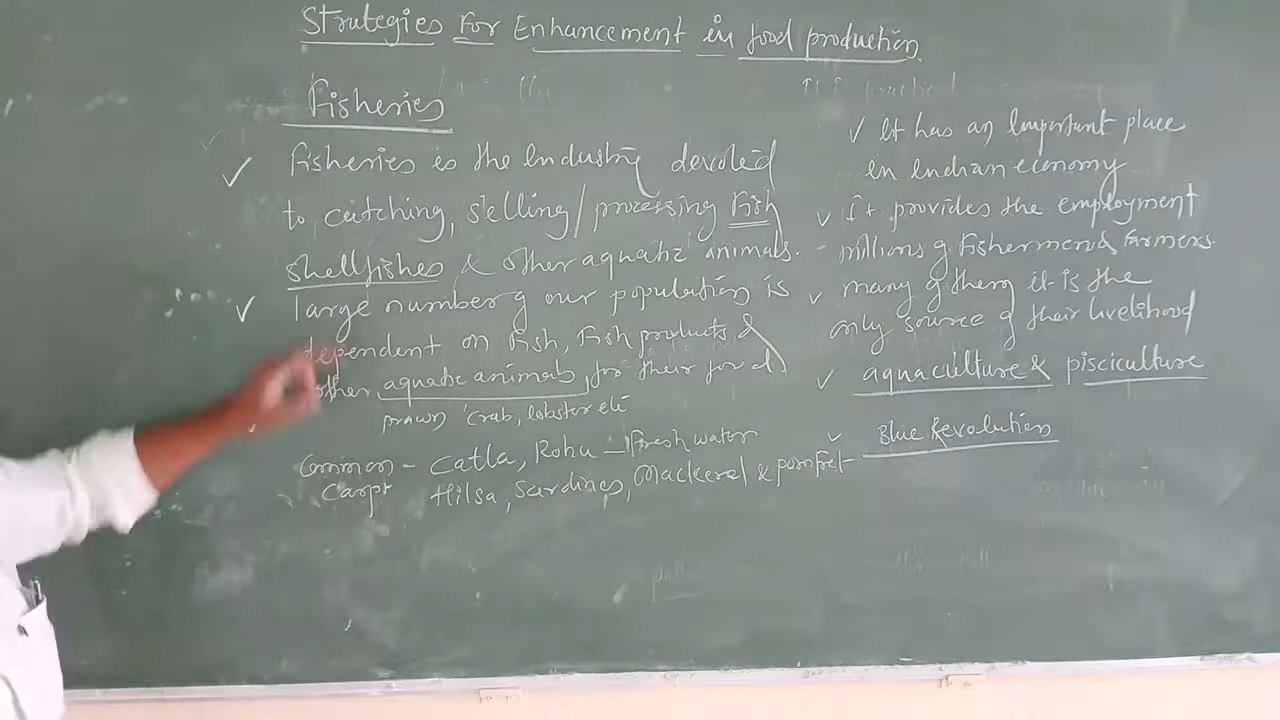 Strategies for Enhancement in food production.
Fisheries
Fisheries is the Industry devoted
to catching, selling/processing Fish
shellfishes & other aquatic animals.
large number of our population is
dependent on Fish, Fish products &
other aquatic animals, for their food
prawn crab, lobster etc
Common - Catla, Rohu - Freshwater
Carp
Hilsa, Sardines, Mackerel & pomfret
It has an Important place
in Indian economy
It provides the employment
- millions of Fishermen & Farmers.
many of them it is the
only source of their livelihood
aquaculture & pisciculture
Blue Revolution